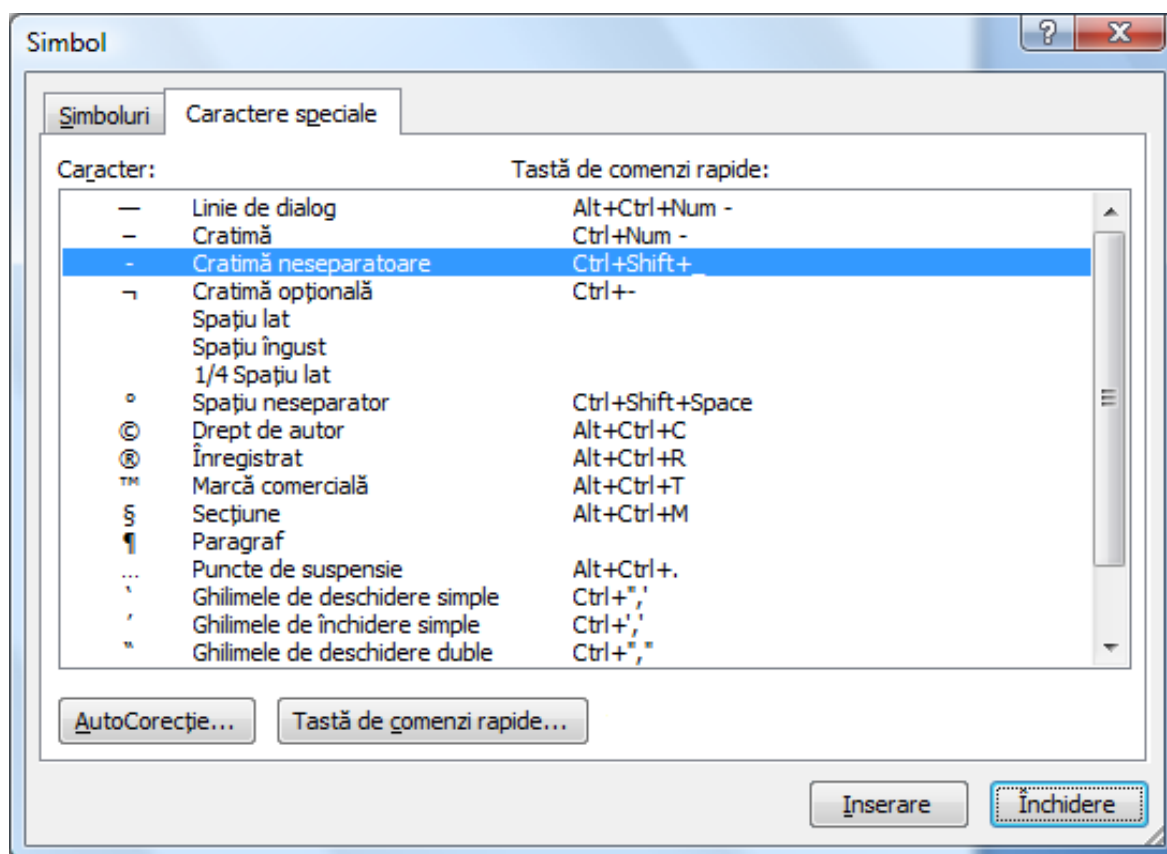 Simbol
Simboluri Caractere speciale
Caracter: Tastă de comenzi rapide:
— Linie de dialog Alt+Ctrl+Num -
– Cratimă Ctrl+Num -
- Cratimă neseparatoare Ctrl+Shift+_
¬ Cratimă opțională Ctrl+-
Spațiu lat
Spațiu îngust
1/4 Spațiu lat
° Spațiu neseparator Ctrl+Shift+Space
© Drept de autor Alt+Ctrl+C
® Înregistrat Alt+Ctrl+R
™ Marcă comercială Alt+Ctrl+T
§ Secțiune Alt+Ctrl+M
¶ Paragraf
… Puncte de suspensie Alt+Ctrl+.
‛ Ghilimele de deschidere simple Ctrl+",'
′ Ghilimele de închidere simple Ctrl+','
‟ Ghilimele de deschidere duble Ctrl+","
AutoCorecție... Tastă de comenzi rapide...
Inserare Închidere